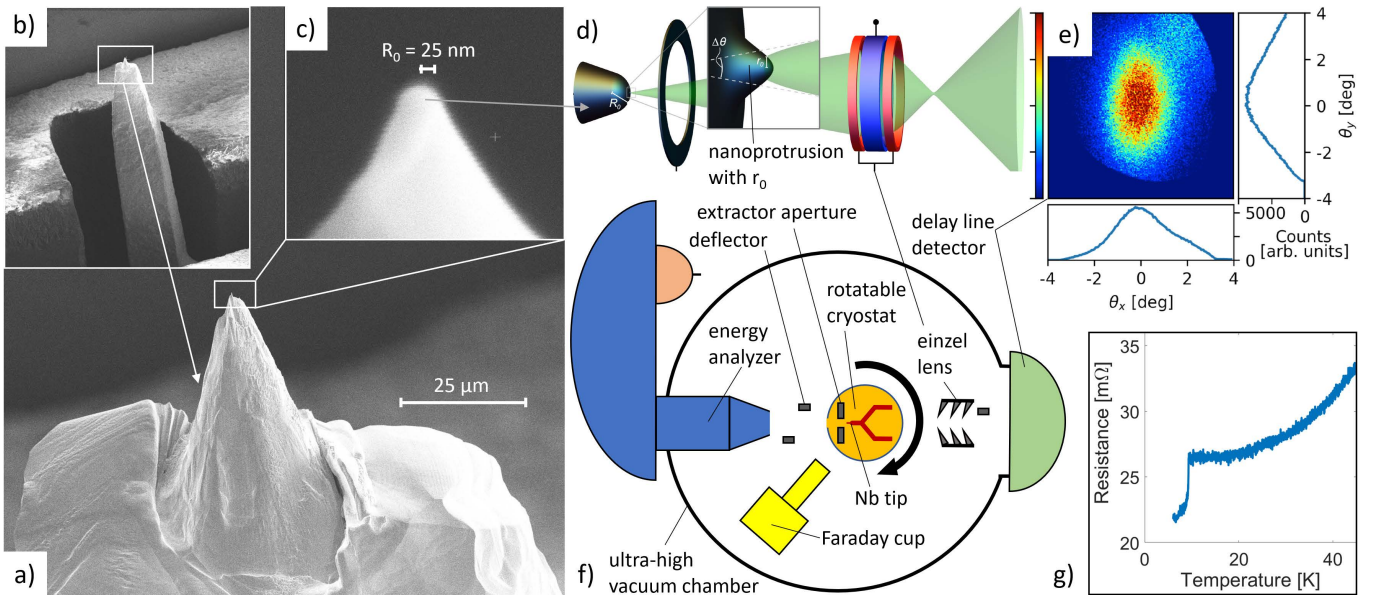 b)
c)
R₀ = 25 nm
25 µm
a)
d)
Δθ
r₀
R₀
nanoprotrusion
with r₀
e)
4
2
0
-2
-4
θy [deg]
5000
0
Counts
[arb. units]
5000
0
-4
-2
0
2
4
θx [deg]
extractor aperture
deflector
delay line
detector
rotatable
cryostat
energy
analyzer
einzel
lens
Nb tip
Faraday cup
ultra-high
vacuum chamber
f)
g)
35
30
25
20
Resistance [mΩ]
0
20
40
Temperature [K]